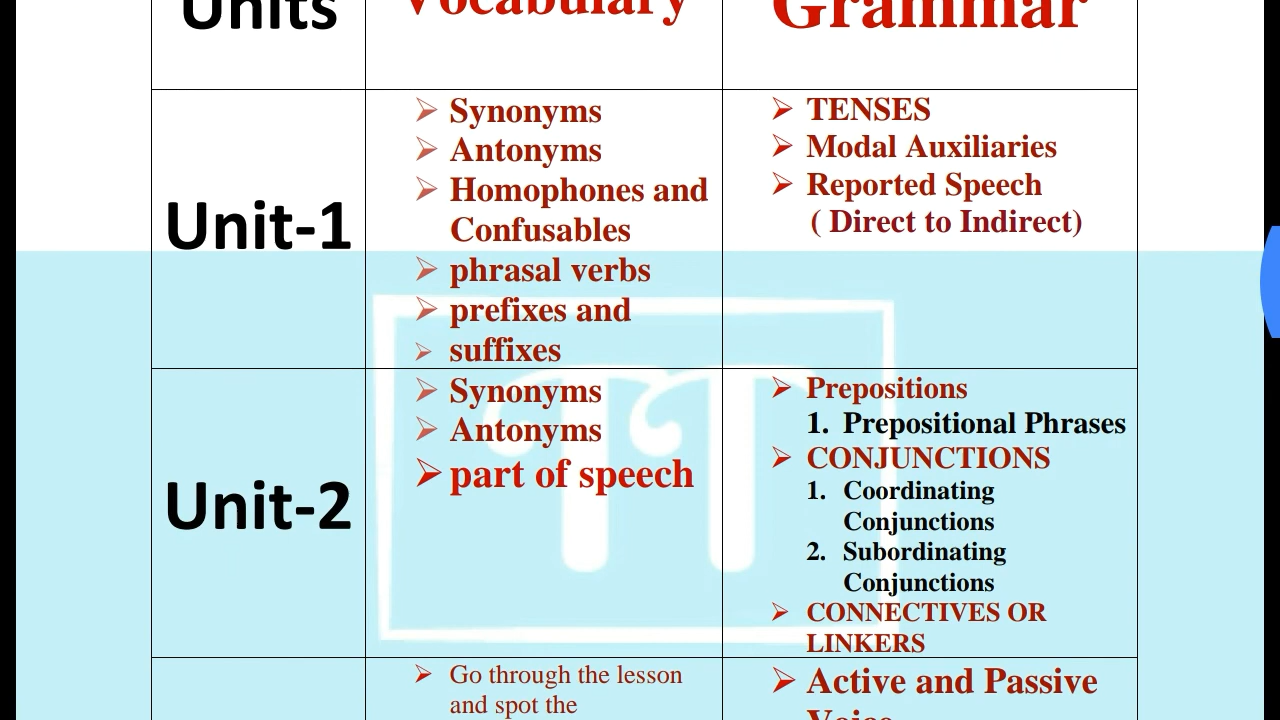 Units
Vocabulary
Grammar
Unit-1
➢ Synonyms
➢ Antonyms
➢ Homophones and
Confusables
➢ phrasal verbs
➢ prefixes and
➢ suffixes
➢ TENSES
➢ Modal Auxiliaries
➢ Reported Speech
( Direct to Indirect)
Unit-2
➢ Synonyms
➢ Antonyms
➢ part of speech
➢ Prepositions
1. Prepositional Phrases
➢ CONJUNCTIONS
1. Coordinating
Conjunctions
2. Subordinating
Conjunctions
➢ CONNECTIVES OR
LINKERS
➢ Go through the lesson
and spot the
➢ Active and Passive
Voice